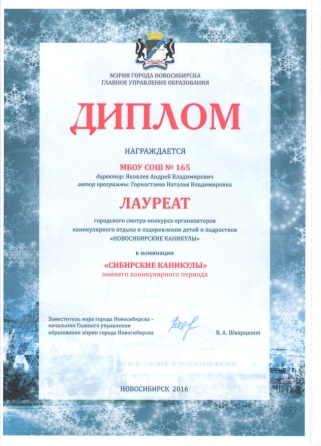 МЭРИЯ ГОРОДА НОВОСИБИРСКА
ГЛАВНОЕ УПРАВЛЕНИЕ ОБРАЗОВАНИЯ
ДИПЛОМ
НАГРАЖДАЕТСЯ
МБОУ СОШ № 165
директор: Яковлев Андрей Владимирович
автор программы: Горностаева Наталья Владимировна
ЛАУРЕАТ
городского смотра-конкурса организаторов
каникулярного отдыха и оздоровления детей и подростков
«НОВОСИБИРСКИЕ КАНИКУЛЫ»
в номинации
«СИБИРСКИЕ КАНИКУЛЫ»
зимнего каникулярного периода
Заместитель мэра города Новосибирска –
начальник Главного управления
образования мэрии города Новосибирска
В. А. Шварцкопп
НОВОСИБИРСК 2016